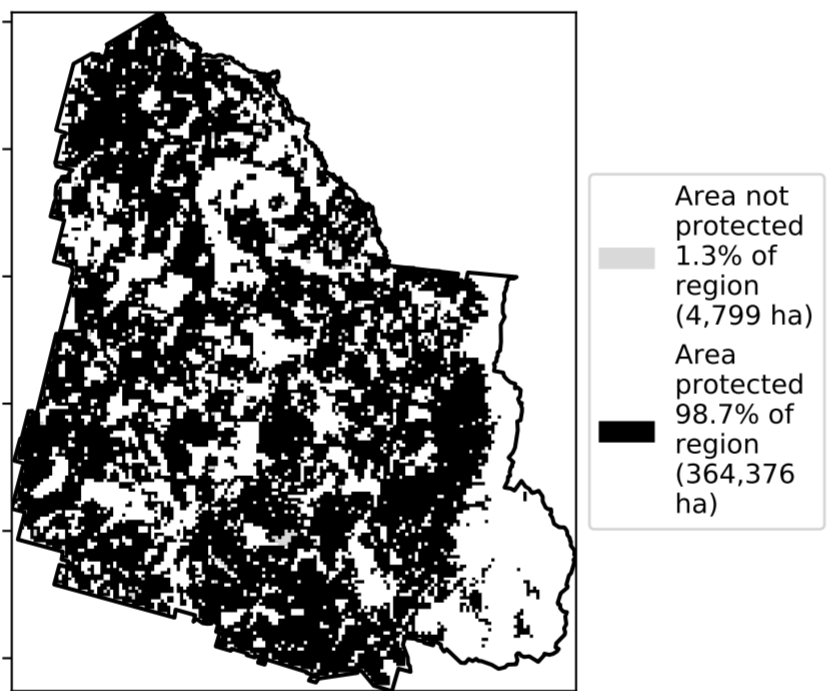 Area not
protected
1.3% of
region
(4,799 ha)
Area
protected
98.7% of
region
(364,376
ha)